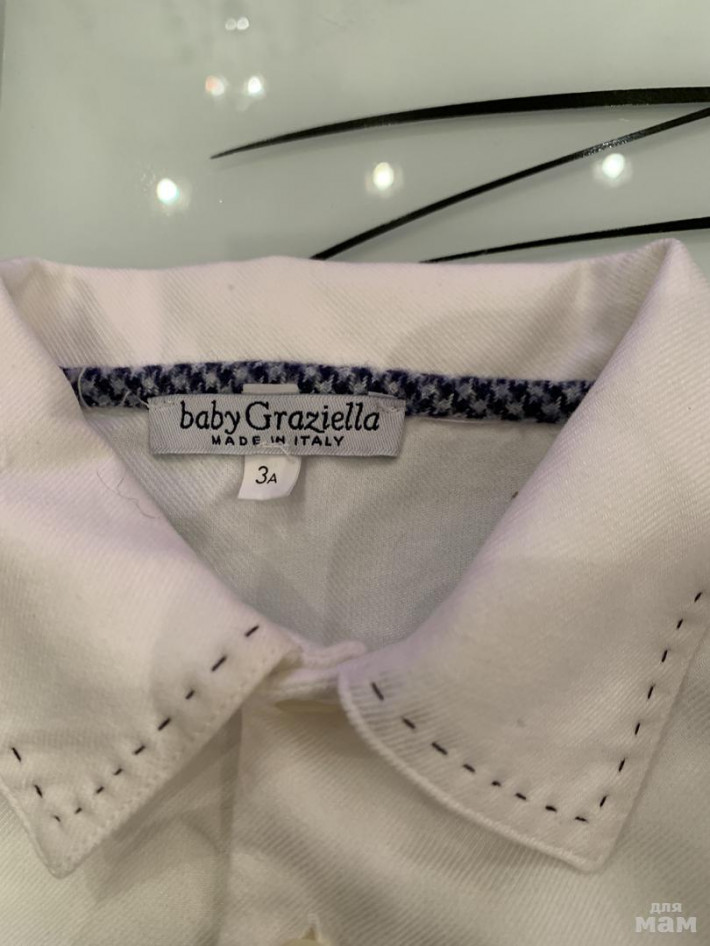 baby Graziella
MADE IN ITALY
3A
для
мам